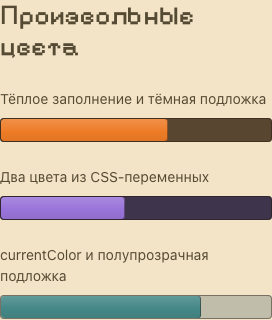 Произвольные
цвета
Тёплое заполнение и тёмная подложка
Два цвета из CSS-переменных
currentColor и полупрозрачная
подложка